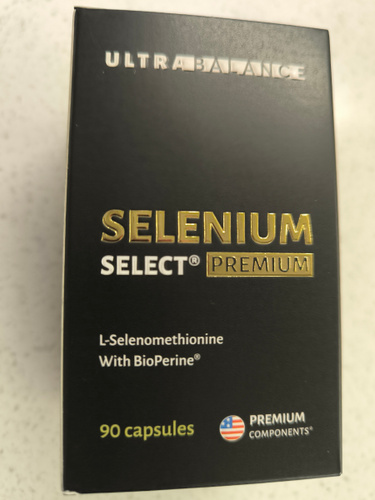 ULTRABALANCE
SELENIUM
SELECT® PREMIUM
L-Selenomethionine
With BioPerine®
90 capsules
PREMIUM
COMPONENTS®